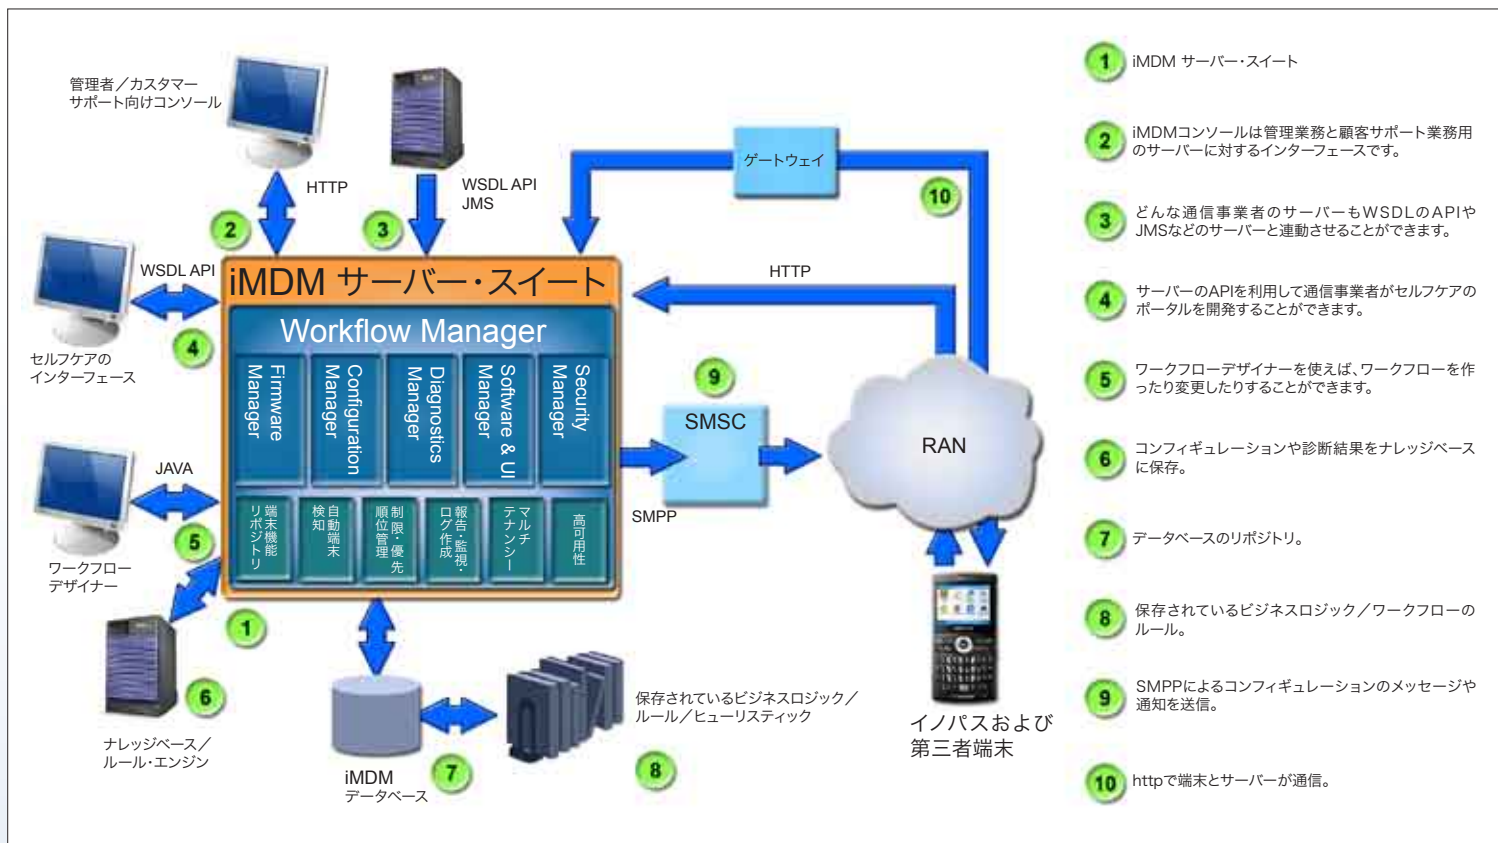 管理者／カスタマー
サポート向けコンソール
HTTP
2
WSDL API
JMS
3
ゲートウェイ
10
HTTP
WSDL API
4
セルフケアの
インターフェース
iMDM サーバー・スイート
Workflow Manager
Firmware
Manager
Configuration
Manager
Diagnostics
Manager
Software & UI
Manager
Security
Manager
端末機能
リポジトリ
自動端末
検知
制限・優先
順位管理
報告・監視・
ログ作成
マルチ
テナンシー
高可用性
JAVA
5
ワークフロー
デザイナー
1
6
ナレッジベース／
ルール・エンジン
9
SMSC
SMPP
RAN
イノパスおよび
第三者端末
iMDM
データベース
7
保存されているビジネスロジック／
ルール／ヒューリスティック
8
1 iMDM サーバー・スイート
2 iMDMコンソールは管理業務と顧客サポート業務用
のサーバーに対するインターフェースです。
3 どんな通信事業者のサーバーもWSDLのAPIや
JMSなどのサーバーと連動させることができます。
4 サーバーのAPIを利用して通信事業者がセルフケアの
ポータルを開発することができます。
5 ワークフローデザイナーを使えば、ワークフローを作
ったり変更したりすることができます。
6 コンフィギュレーションや診断結果をナレッジベース
に保存。
7 データベースのリポジトリ。
8 保存されているビジネスロジック／ワークフローの
ルール。
9 SMPPによるコンフィギュレーションのメッセージや
通知を送信。
10 httpで端末とサーバーが通信。